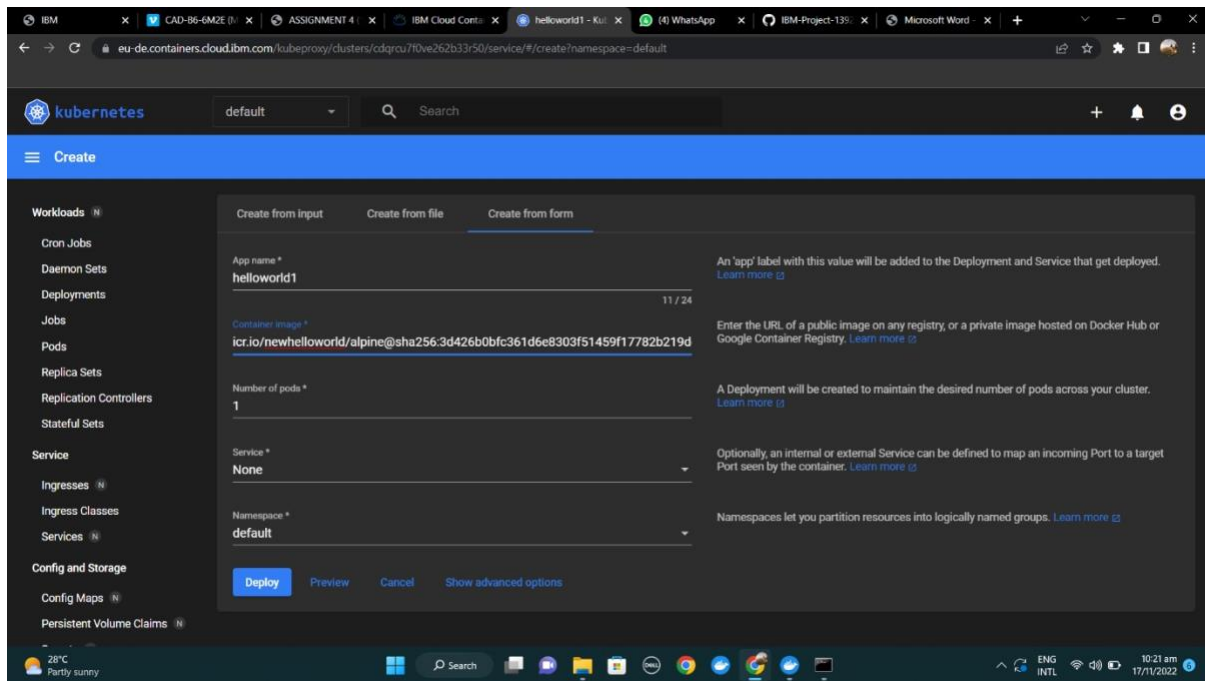 IBM
CAD-B6-6M2E (M
ASSIGNMENT 4 (
IBM Cloud Conta
helloworld1 - Kub
(4) WhatsApp
IBM-Project-139
Microsoft Word -
eu-de.containers.cloud.ibm.com/kubeproxy/clusters/cdqrcu7f0ve262b33r50/service/#/create?namespace=default
kubernetes
default
Search
Create
Workloads N
Cron Jobs
Daemon Sets
Deployments
Jobs
Pods
Replica Sets
Replication Controllers
Stateful Sets
Service
Ingresses N
Ingress Classes
Services N
Config and Storage
Config Maps N
Persistent Volume Claims N
Create from input
Create from file
Create from form
App name *
helloworld1
11 / 24
An 'app' label with this value will be added to the Deployment and Service that get deployed.
Learn more
Container image *
icr.io/newhelloworld/alpine@sha256:3d426b0bfc361d6e8303f51459f17782b219d
Enter the URL of a public image on any registry, or a private image hosted on Docker Hub or
Google Container Registry. Learn more
Number of pods *
1
A Deployment will be created to maintain the desired number of pods across your cluster.
Learn more
Service *
None
Optionally, an internal or external Service can be defined to map an incoming Port to a target
Port seen by the container. Learn more
Namespace *
default
Namespaces let you partition resources into logically named groups. Learn more
Deploy
Preview
Cancel
Show advanced options
28°C
Partly sunny
Search
DELL
ENG
INTL
10:21 am
17/11/2022
6